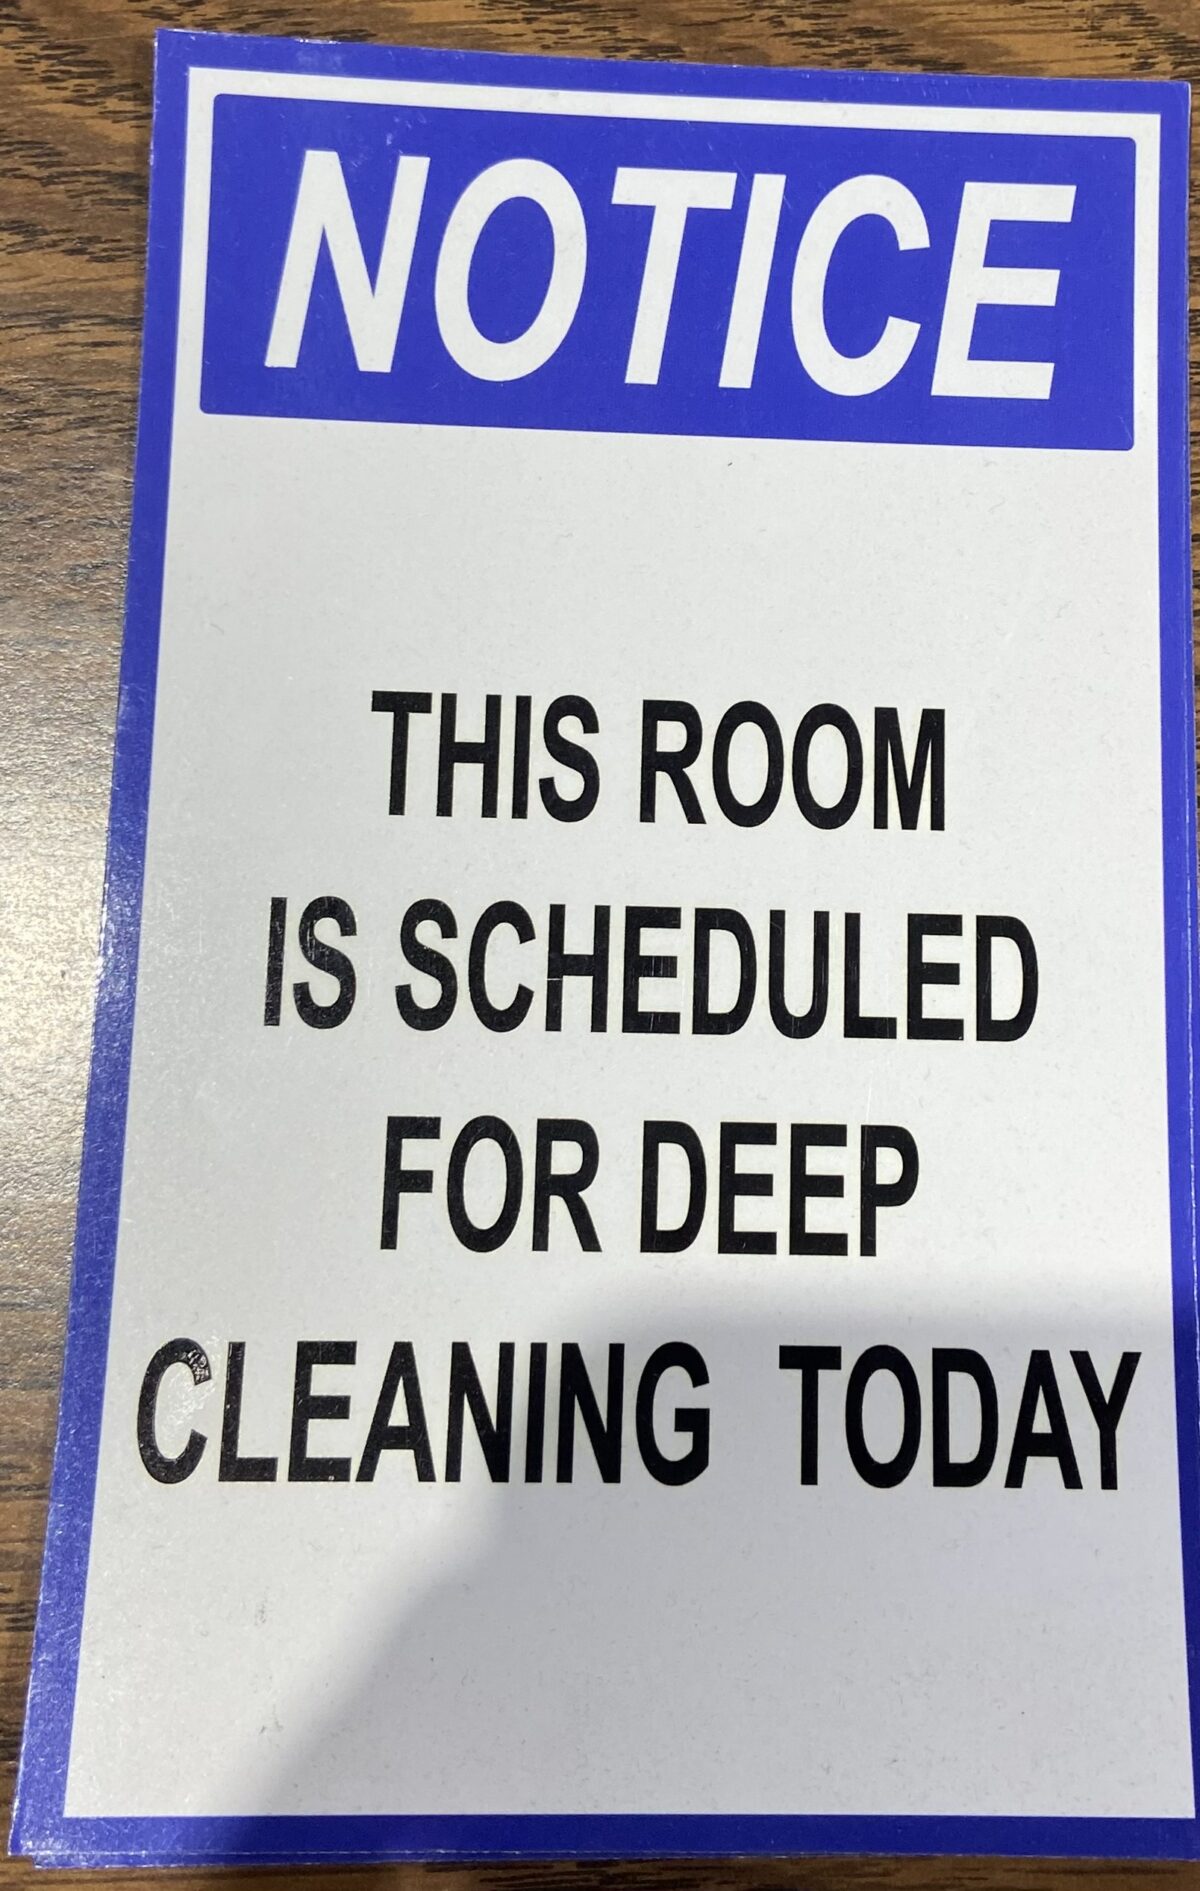 NOTICE
THIS ROOM
IS SCHEDULED
FOR DEEP
CLEANING TODAY